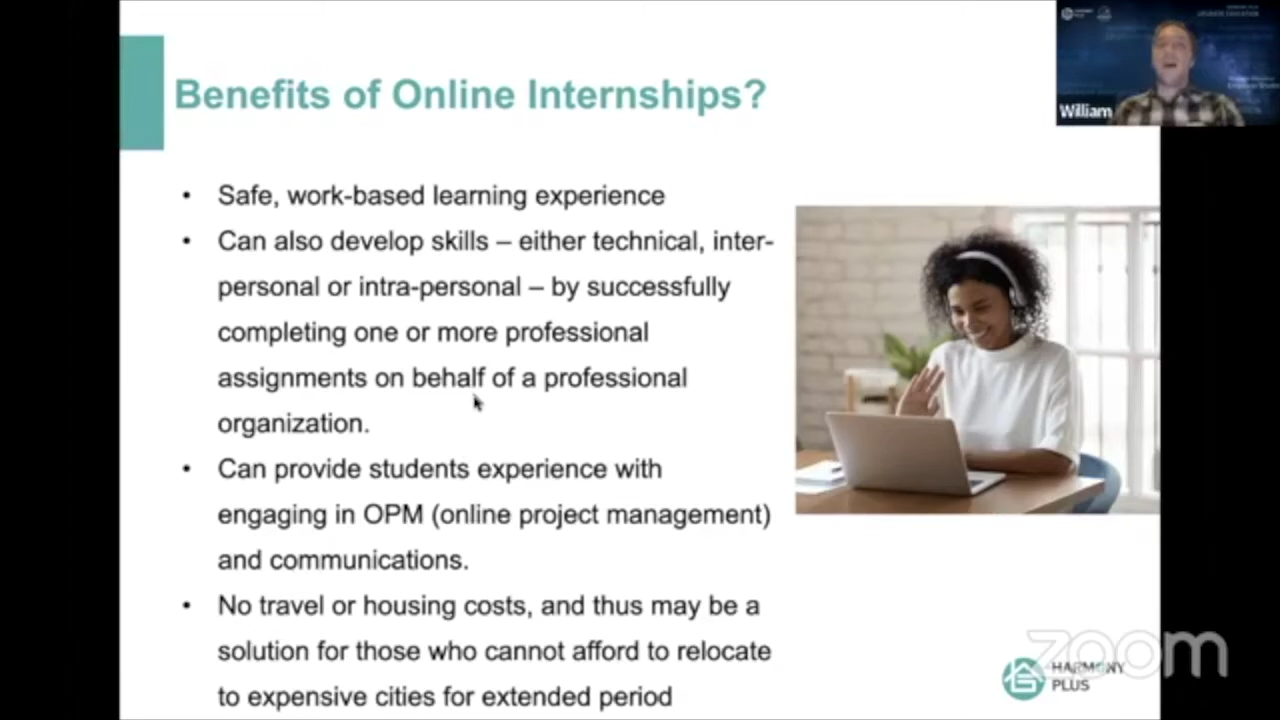 Benefits of Online Internships?
• Safe, work-based learning experience
• Can also develop skills – either technical, inter-
personal or intra-personal – by successfully
completing one or more professional
assignments on behalf of a professional
organization.
• Can provide students experience with
engaging in OPM (online project management)
and communications.
• No travel or housing costs, and thus may be a
solution for those who cannot afford to relocate
to expensive cities for extended period
William
HARMONY
PLUS
zoom